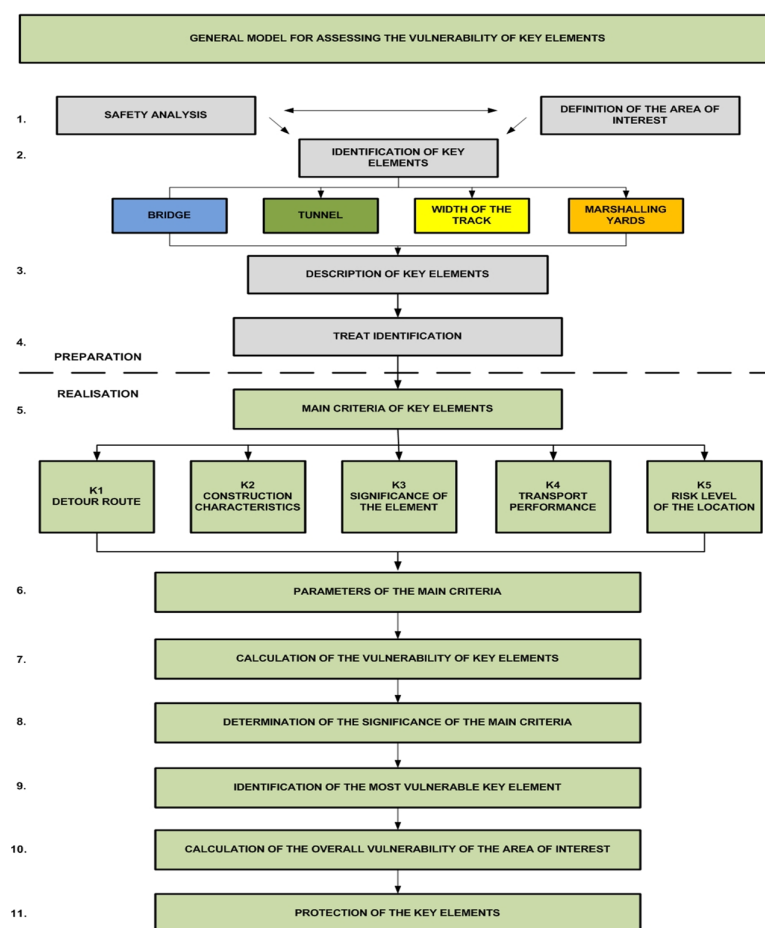 GENERAL MODEL FOR ASSESSING THE VULNERABILITY OF KEY ELEMENTS
1.
SAFETY ANALYSIS
DEFINITION OF THE AREA OF
INTEREST
2.
IDENTIFICATION OF KEY
ELEMENTS
BRIDGE
TUNNEL
WIDTH OF THE
TRACK
MARSHALLING
YARDS
3.
DESCRIPTION OF KEY ELEMENTS
4.
TREAT IDENTIFICATION
PREPARATION
REALISATION
5.
MAIN CRITERIA OF KEY ELEMENTS
K1
DETOUR ROUTE
K2
CONSTRUCTION
CHARACTERISTICS
K3
SIGNIFICANCE OF
THE ELEMENT
K4
TRANSPORT
PERFORMANCE
K5
RISK LEVEL
OF THE LOCATION
6.
PARAMETERS OF THE MAIN CRITERIA
7.
CALCULATION OF THE VULNERABILITY OF KEY ELEMENTS
8.
DETERMINATION OF THE SIGNIFICANCE OF THE MAIN CRITERIA
9.
IDENTIFICATION OF THE MOST VULNERABLE KEY ELEMENT
10.
CALCULATION OF THE OVERALL VULNERABILITY OF THE AREA OF INTEREST
11.
PROTECTION OF THE KEY ELEMENTS